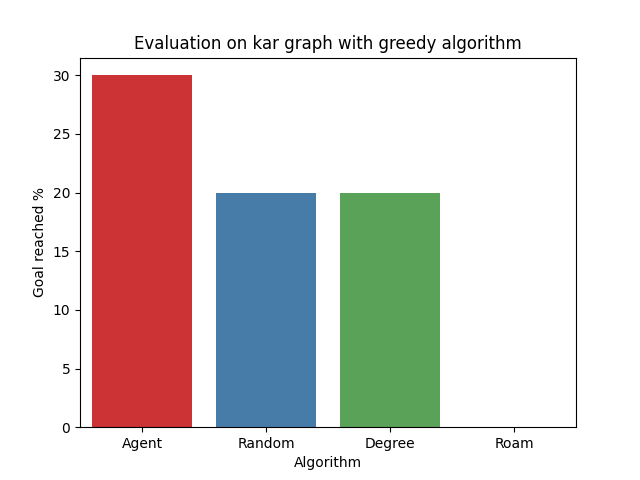 Evaluation on kar graph with greedy algorithm
Goal reached %
30
25
20
15
10
5
0
Agent Random Degree Roam
Algorithm